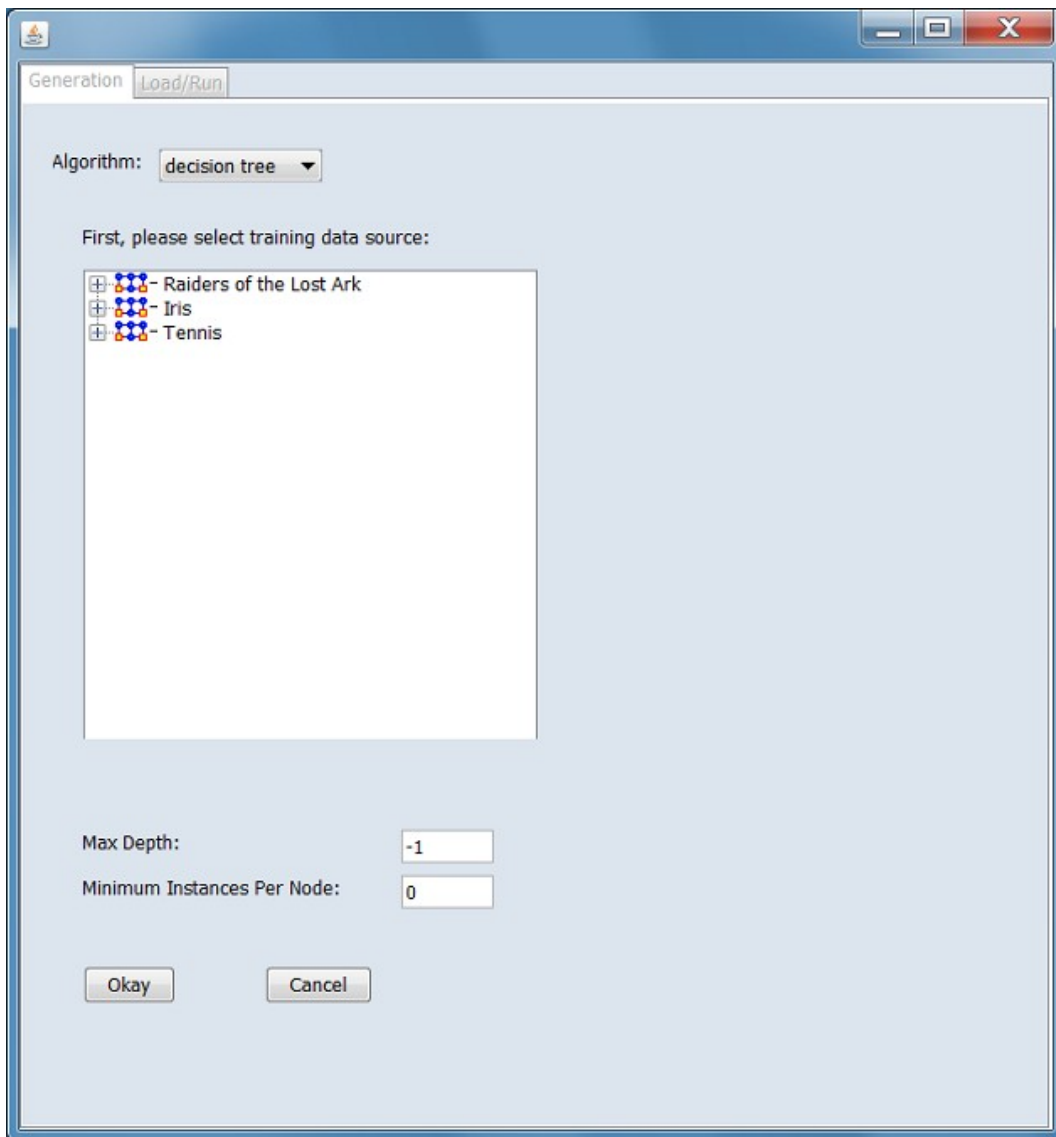 Generation Load/Run
Algorithm: decision tree
First, please select training data source:
Raiders of the Lost Ark
Iris
Tennis
Max Depth: -1
Minimum Instances Per Node: 0
Okay Cancel